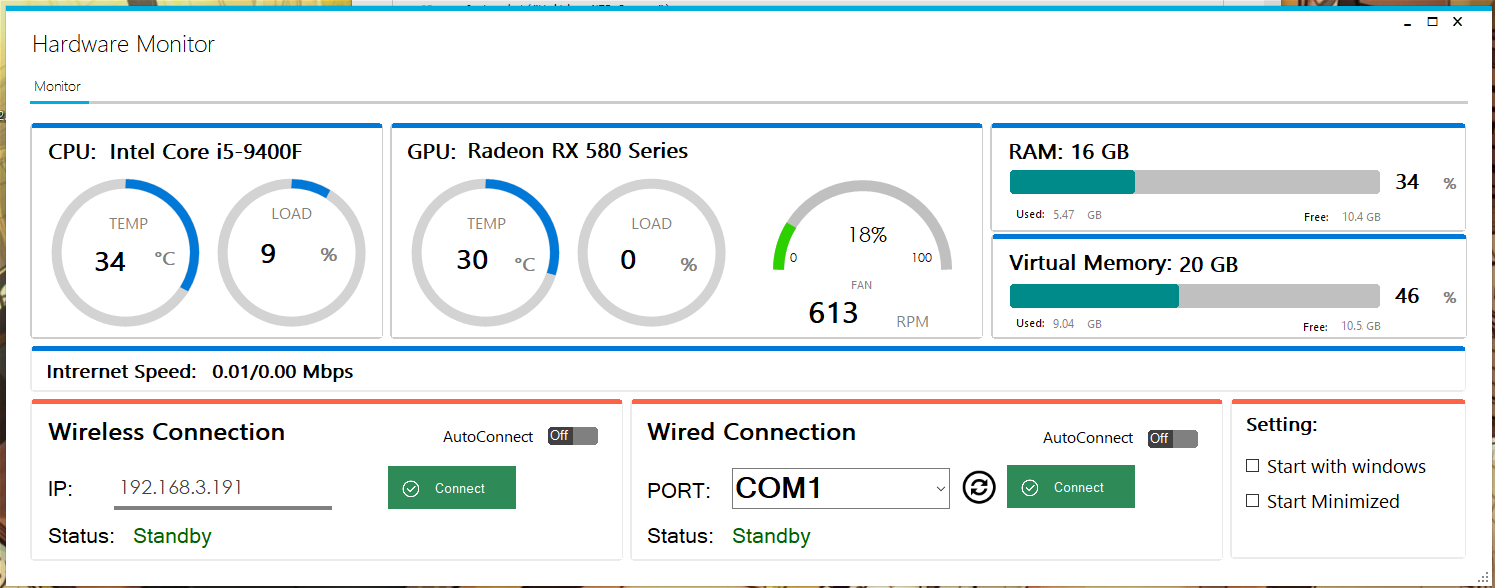 Hardware Monitor
Monitor
CPU: Intel Core i5-9400F
TEMP
34 °C
LOAD
9 %
GPU: Radeon RX 580 Series
TEMP
30 °C
LOAD
0 %
18%
0 100
FAN
613 RPM
RAM: 16 GB
34 %
Used: 5.47 GB Free: 10.4 GB
Virtual Memory: 20 GB
46 %
Used: 9.04 GB Free: 10.5 GB
Intrernet Speed: 0.01/0.00 Mbps
Wireless Connection
AutoConnect Off
IP: 192.168.3.191 Connect
Status: Standby
Wired Connection
AutoConnect Off
PORT: COM1 Connect
Status: Standby
Setting:
Start with windows
Start Minimized